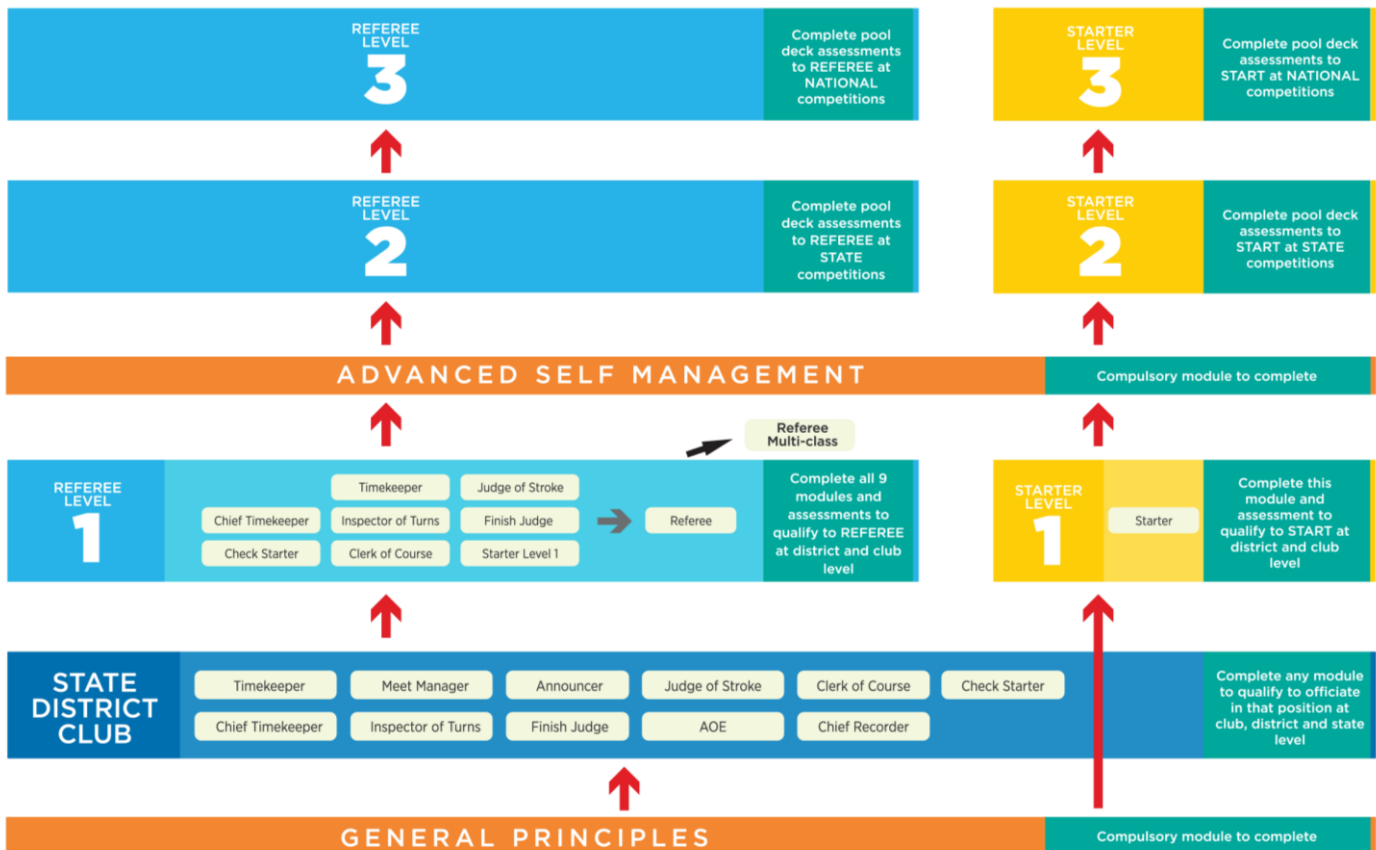 REFEREE
LEVEL
3
Complete pool
deck assessments
to REFEREE at
NATIONAL
competitions
STARTER
LEVEL
3
Complete pool deck
assessments to
START at NATIONAL
competitions
REFEREE
LEVEL
2
Complete pool
deck assessments
to REFEREE at
STATE
competitions
STARTER
LEVEL
2
Complete pool deck
assessments to
START at STATE
competitions
ADVANCED SELF MANAGEMENT
Compulsory module to complete
Referee
Multi-class
REFEREE
LEVEL
1
Timekeeper
Judge of Stroke
Chief Timekeeper
Inspector of Turns
Finish Judge
Referee
Check Starter
Clerk of Course
Starter Level 1
Complete all 9
modules and
assessments to
qualify to REFEREE
at district and club
level
STARTER
LEVEL
1
Starter
Complete this
module and
assessment to
qualify to START at
district and club
level
STATE
DISTRICT
CLUB
Timekeeper
Meet Manager
Announcer
Judge of Stroke
Clerk of Course
Check Starter
Chief Timekeeper
Inspector of Turns
Finish Judge
AOE
Chief Recorder
Complete any module
to qualify to officiate
in that position at
club, district and state
level
GENERAL PRINCIPLES
Compulsory module to complete